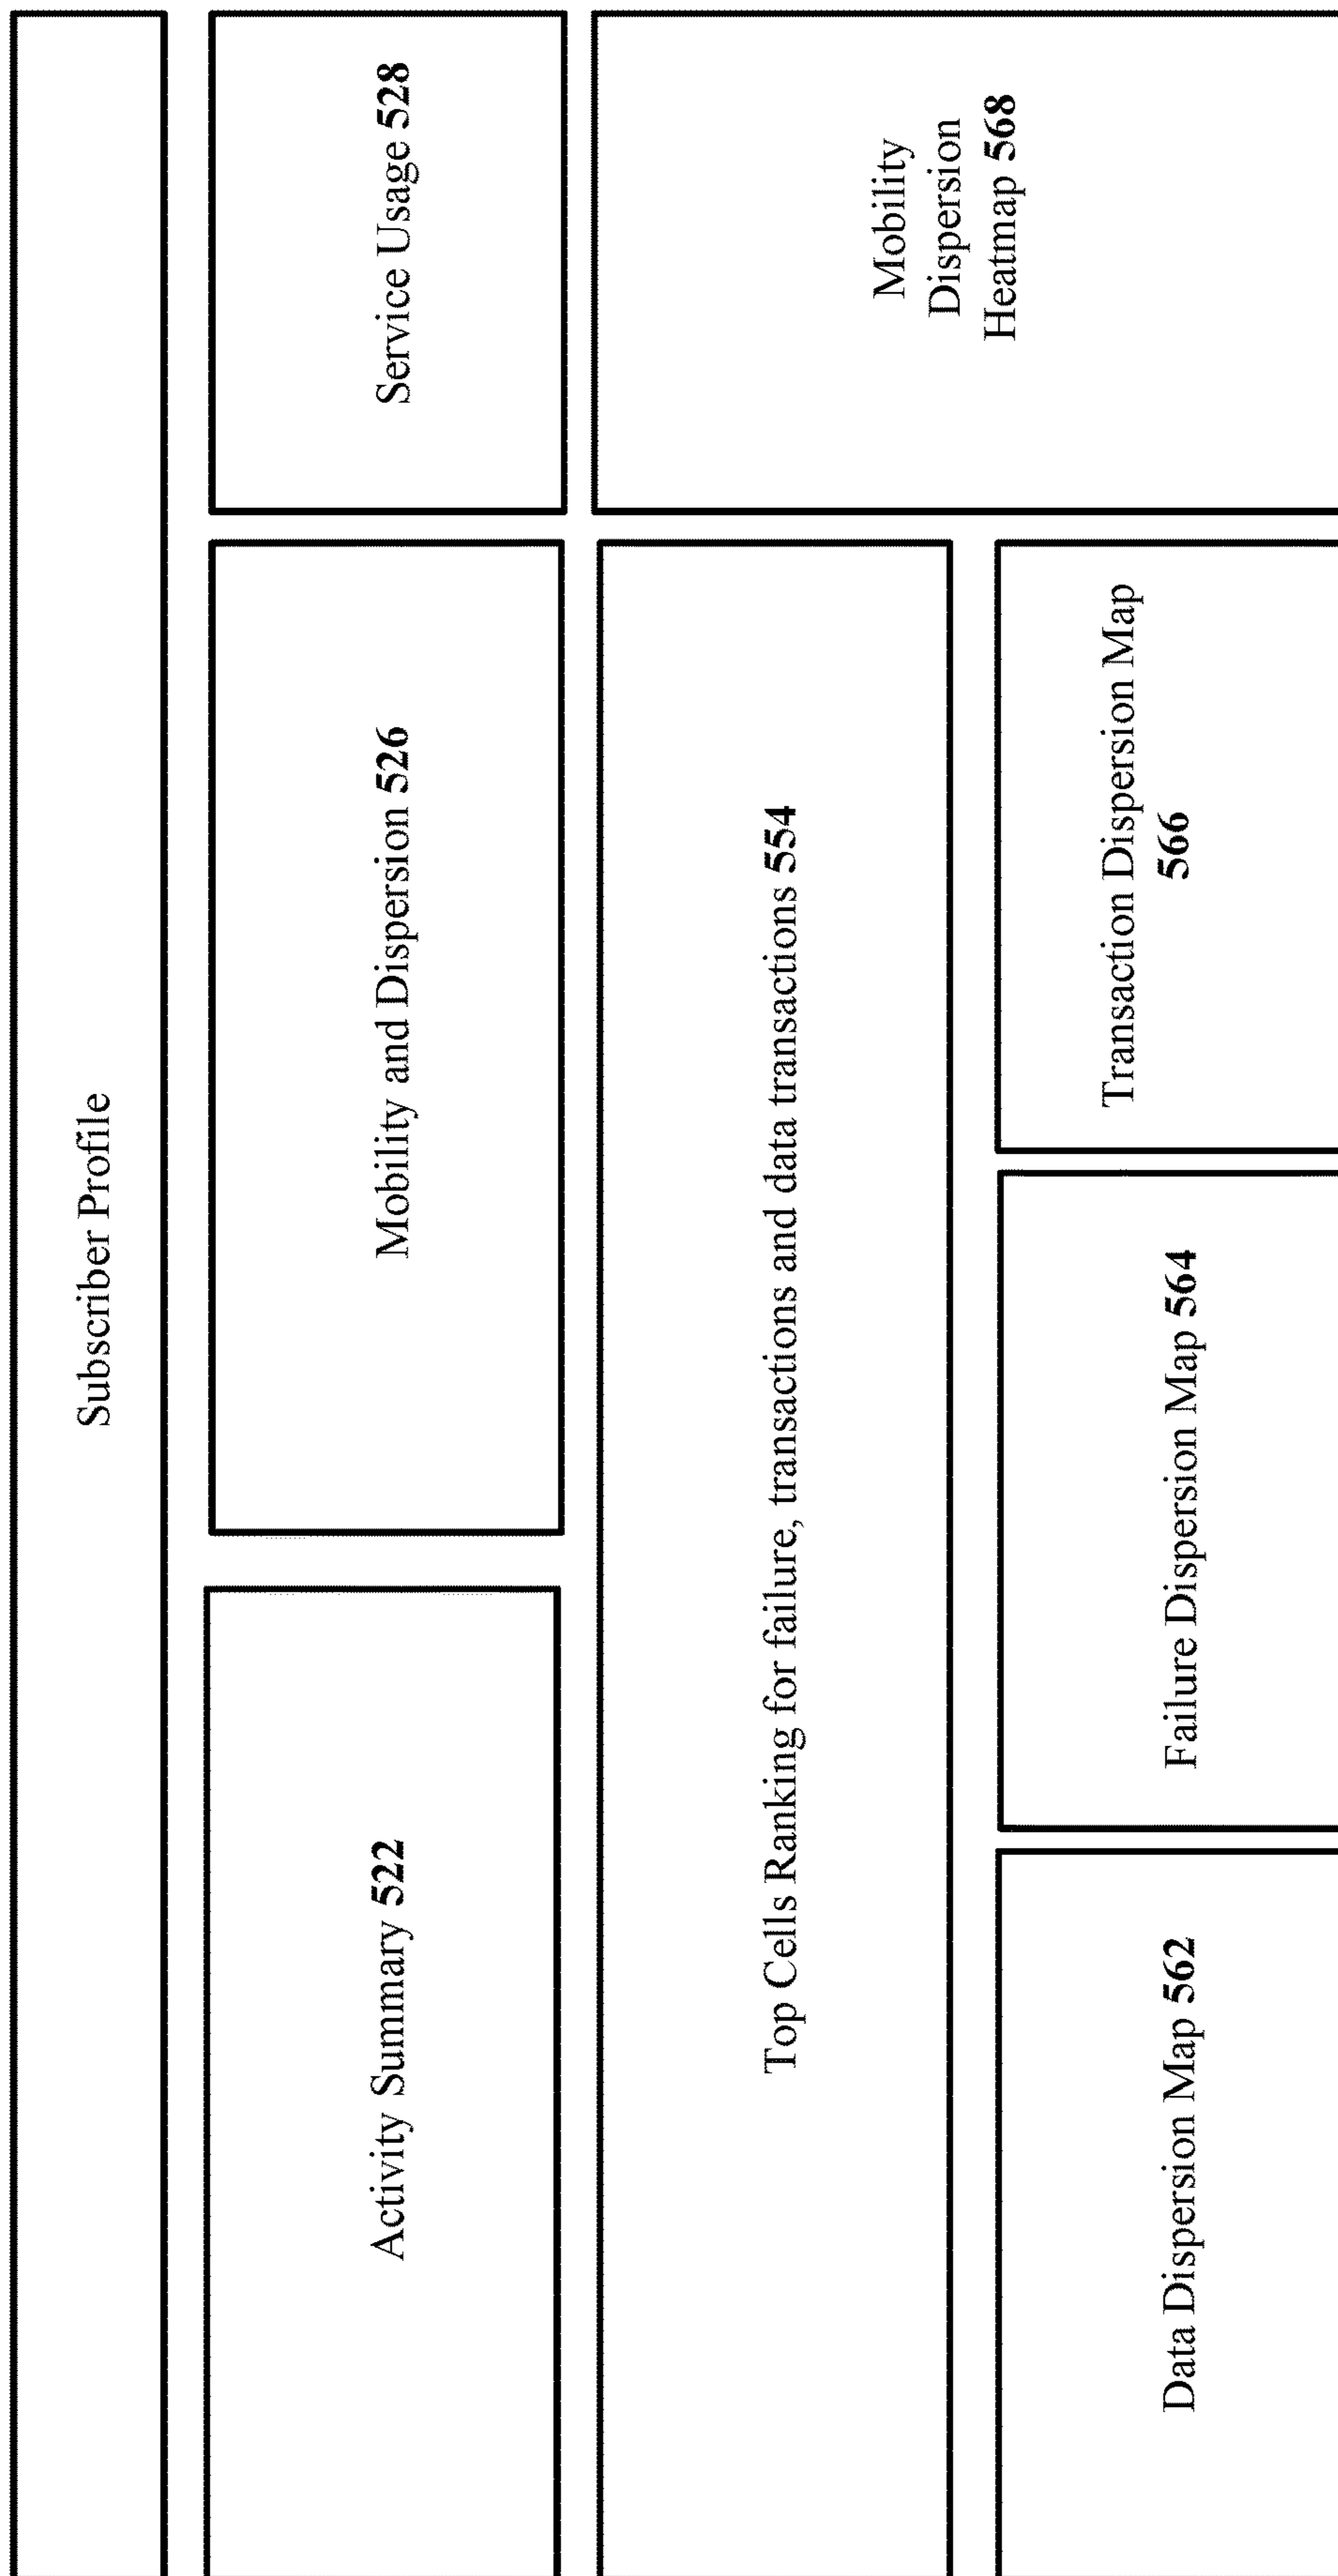 Subscriber Profile
Activity Summary 522
Mobility and Dispersion 526
Service Usage 528
Top Cells Ranking for failure, transactions and data transactions 554
Mobility
Dispersion
Heatmap 568
Data Dispersion Map 562
Failure Dispersion Map 564
Transaction Dispersion Map
566